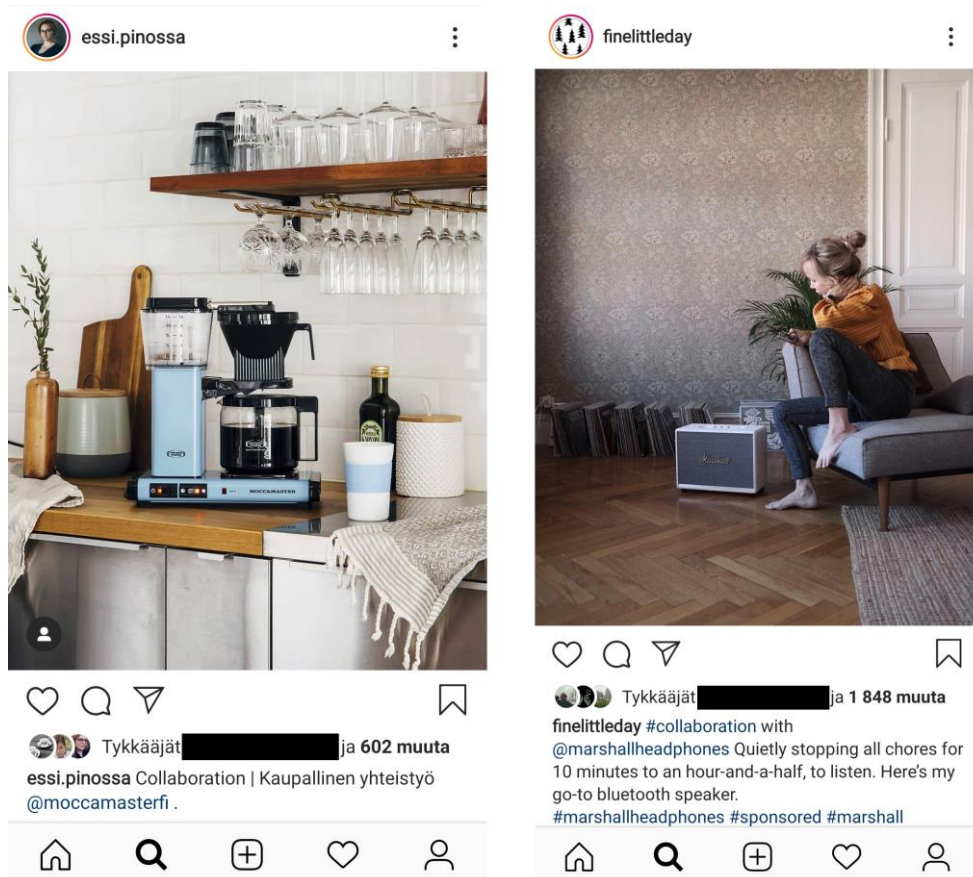 essi.pinossa
MOCCAMASTER
Tykkääjät ja 602 muuta
essi.pinossa Collaboration | Kaupallinen yhteistyö
@moccamasterfi .
finelittleday
Marshall
Tykkääjät ja 1 848 muuta
finelittleday #collaboration with
@marshallheadphones Quietly stopping all chores for
10 minutes to an hour-and-a-half, to listen. Here's my
go-to bluetooth speaker.
#marshallheadphones #sponsored #marshall